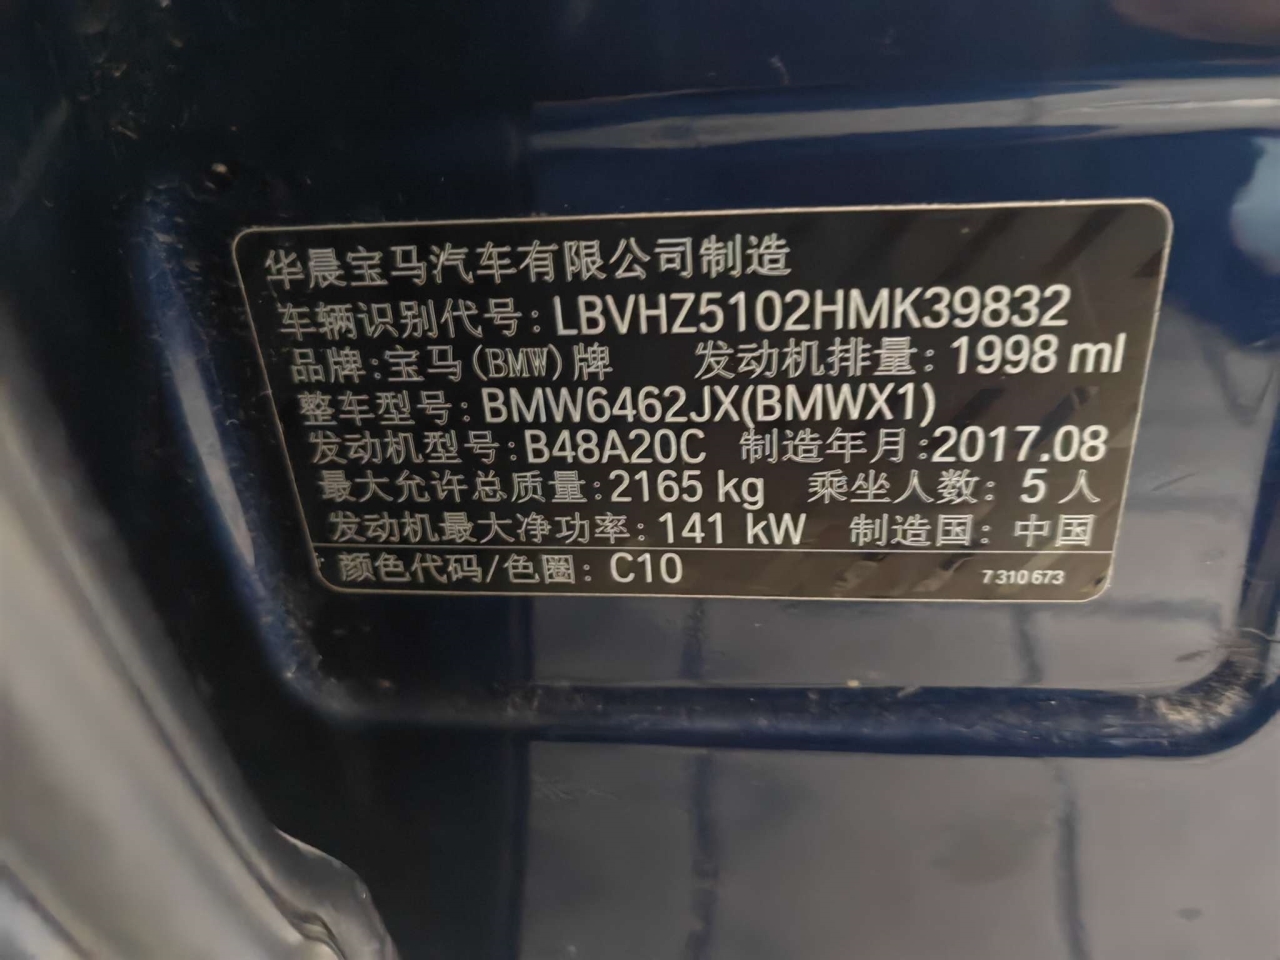 华晨宝马汽车有限公司制造
车辆识别代号: LBVHZ5102HMK39832
品牌: 宝马(BMW)牌 发动机排量: 1998 ml
整车型号: BMW6462JX(BMWX1)
发动机型号: B48A20C 制造年月: 2017.08
最大允许总质量: 2165 kg 乘坐人数: 5 人
发动机最大净功率: 141 kW 制造国: 中国
颜色代码/色圈: C10 7 310 673